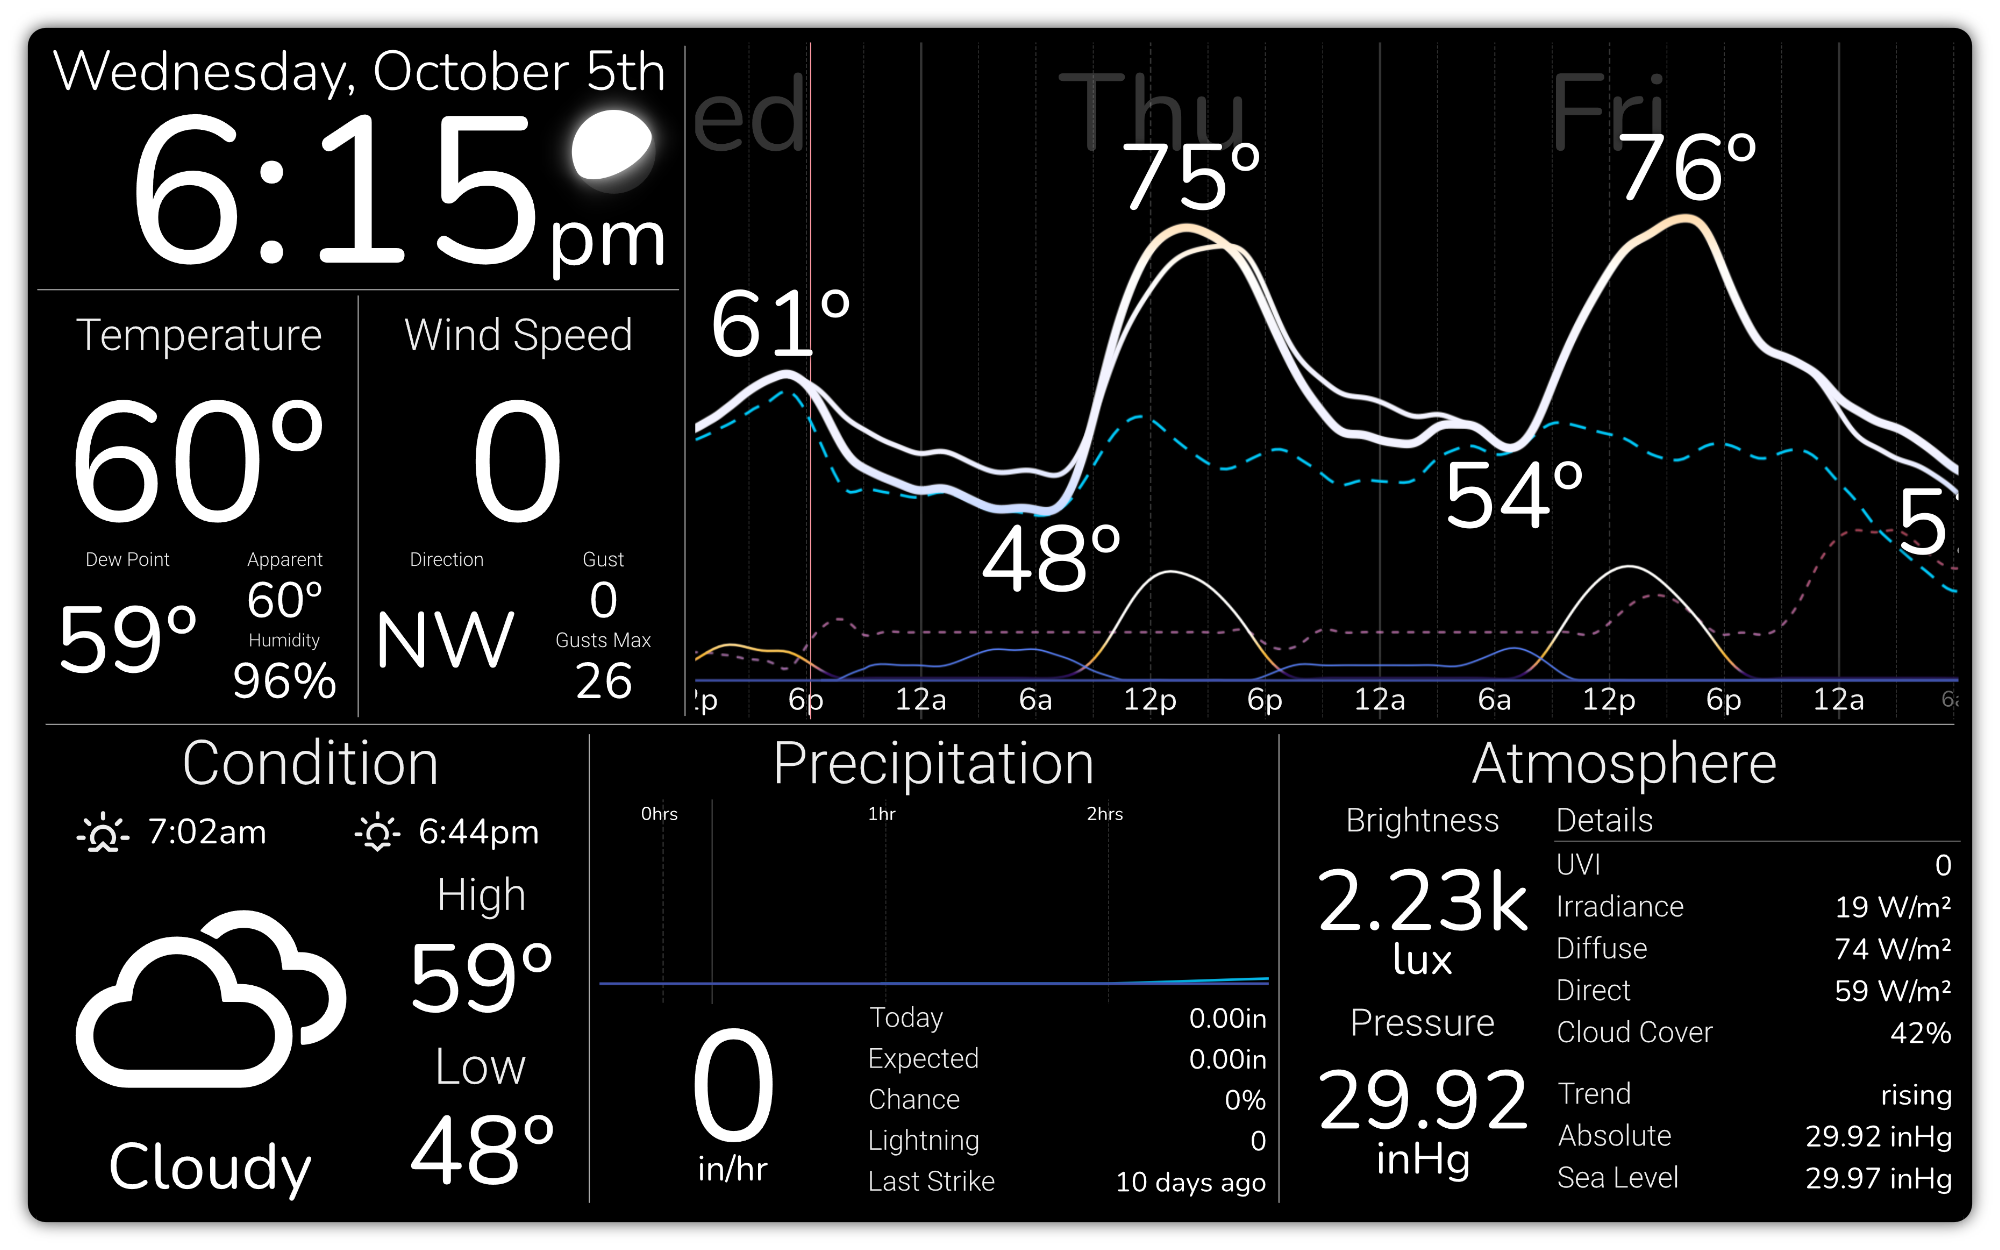 Wednesday, October 5th
6:15 pm
Temperature
60°
Dew Point
59°
Apparent
60°
Humidity
96%
Wind Speed
0
Direction
NW
Gust
0
Gusts Max
26
ed Thu Fri
61° 75° 76°
48° 54° 5
2p 6p 12a 6a 12p 6p 12a 6a 12p 6p 12a 6a
Condition
7:02am 6:44pm
High
59°
Low
48°
Cloudy
Precipitation
0hrs 1hr 2hrs
0
in/hr
Today 0.00in
Expected 0.00in
Chance 0%
Lightning 0
Last Strike 10 days ago
Atmosphere
Brightness
2.23k
lux
Pressure
29.92
inHg
Details
UVI 0
Irradiance 19 W/m²
Diffuse 74 W/m²
Direct 59 W/m²
Cloud Cover 42%
Trend rising
Absolute 29.92 inHg
Sea Level 29.97 inHg